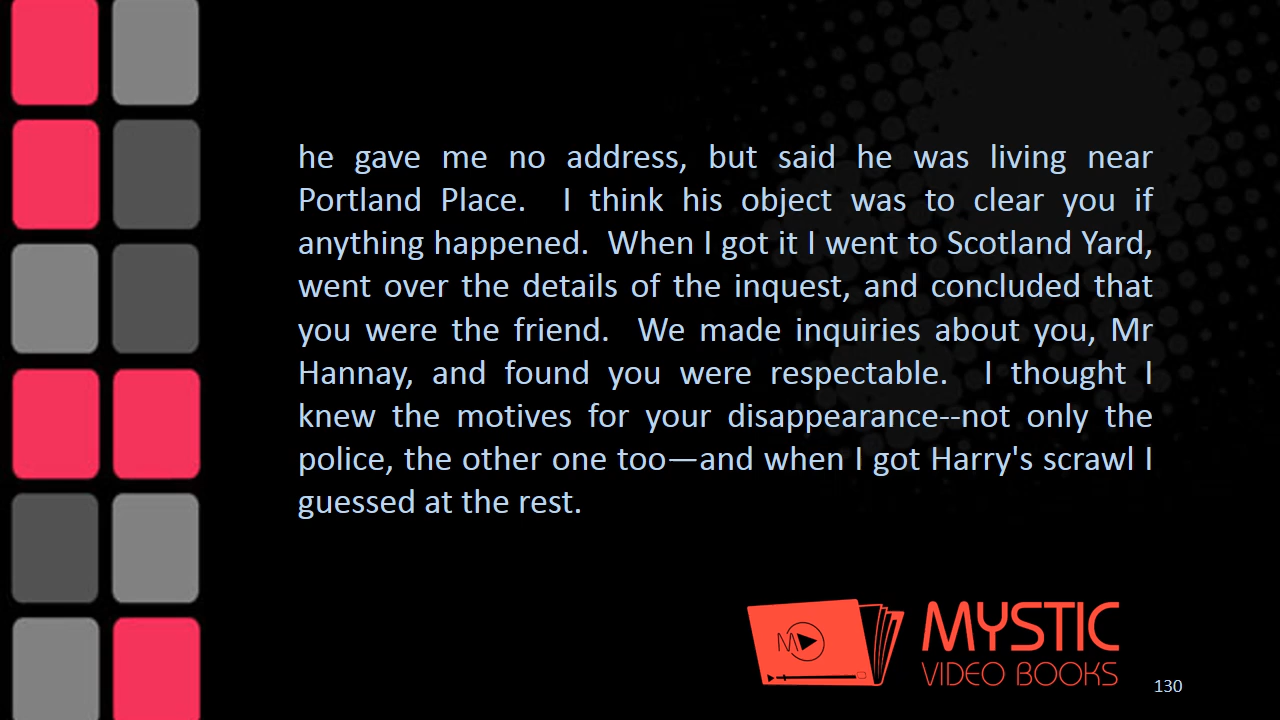 he gave me no address, but said he was living near
Portland Place.  I think his object was to clear you if
anything happened.  When I got it I went to Scotland Yard,
went over the details of the inquest, and concluded that
you were the friend.  We made inquiries about you, Mr
Hannay, and found you were respectable.  I thought I
knew the motives for your disappearance--not only the
police, the other one too—and when I got Harry's scrawl I
guessed at the rest.
M
MYSTIC
VIDEO BOOKS
130